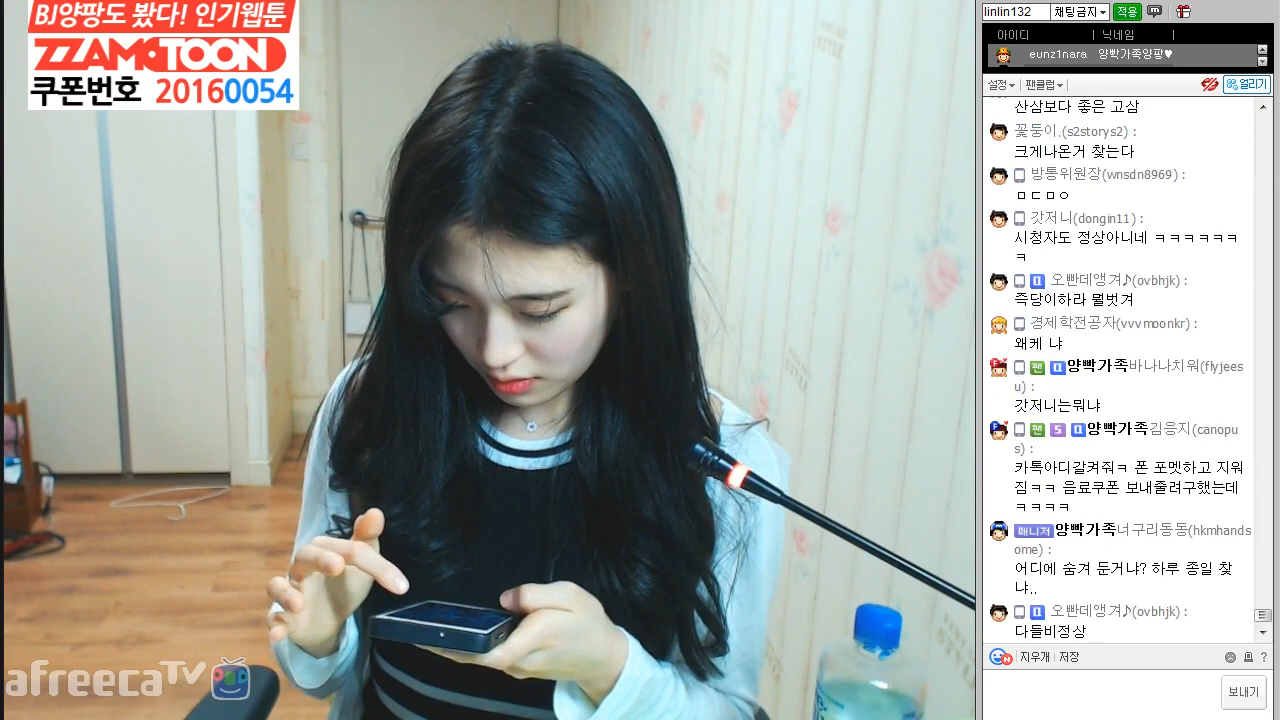 BJ양팡도 봤다! 인기웹툰
ZZAM·TOON
쿠폰번호 20160054
afreecaTV
linlin132 채팅금지 적용
아이디 | 닉네임 |
eunz1nara 양빡가족양팡♥
설정 팬클럽 열리기
산삼보다 좋은 고삼
꽃둥이.(s2storys2) :
크게나온거 찾는다
방통위원장(wnsdn8969) :
ㅁㄷㅁㅇ
갓저니(dongin11) :
시청자도 정상아니네 ㅋㅋㅋㅋㅋㅋ
ㅋ
오빤데앵겨♪(ovbhjk) :
즉당이하라 뭘벗겨
경제학전공자(vvvmoonkr) :
왜케 냐
팬 양빡가족바나나치워(flyjees
u) :
갓저니는뭐냐
팬 S 양빡가족김응지(canopu
s) :
카톡아디갈켜줘ㅋ 폰 포멧하고 지워
짐ㅋㅋ 음료쿠폰 보내줄려구했는데
ㅋㅋㅋㅋ
매니저 양빡가족너구리동동(hkmhands
ome) :
어디에 숨겨 둔거냐? 하루 종일 찾
냐..
오빤데앵겨♪(ovbhjk) :
다들비정상
N 지우개 저장 ?
보내기